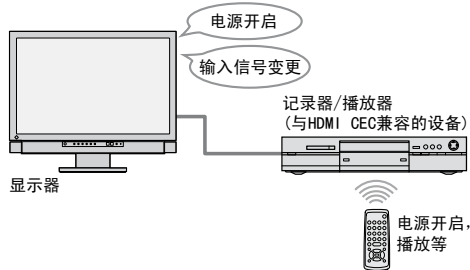 电源开启
输入信号变更
记录器/播放器
(与HDMI CEC兼容的设备)
显示器
电源开启，
播放等